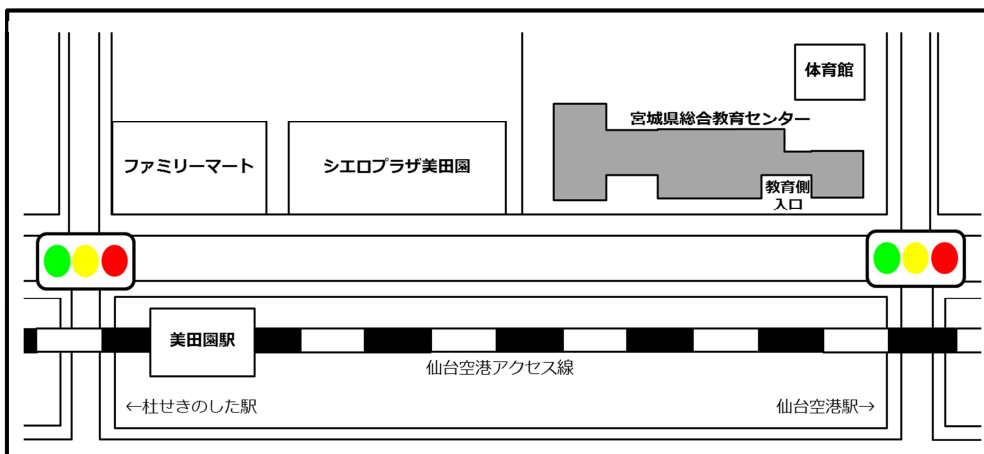 体育館
宮城県総合教育センター
ファミリーマート
シエロプラザ美田園
教育側
入口
美田園駅
仙台空港アクセス線
←杜せきのした駅
仙台空港駅→